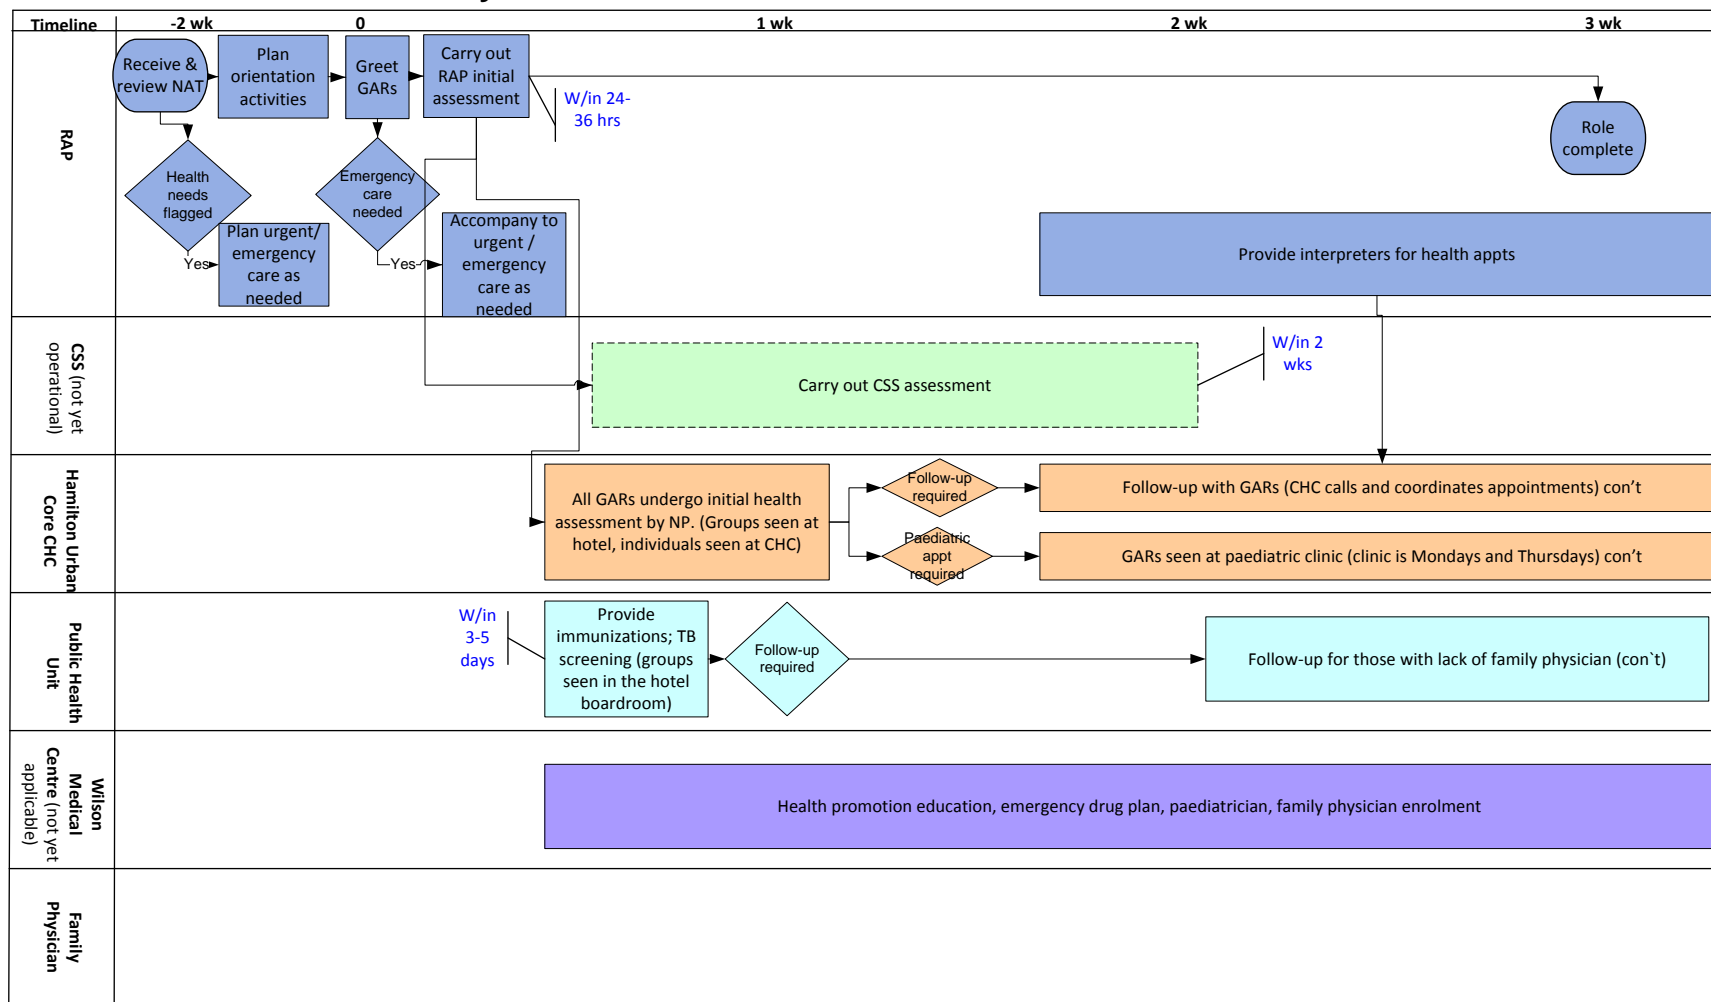 Timeline
-2 wk
0
1 wk
2 wk
3 wk
RAP
Receive &
review NAT
Plan
orientation
activities
Greet
GARs
Carry out
RAP initial
assessment
W/in 24-
36 hrs
Role
complete
Health
needs
flagged
Emergency
care
needed
Yes
Plan urgent/
emergency
care as
needed
Yes
Accompany to
urgent /
emergency
care as
needed
Provide interpreters for health appts
CSS (not yet
operational)
Carry out CSS assessment
W/in 2
wks
Hamilton Urban
Core CHC
All GARs undergo initial health
assessment by NP. (Groups seen at
hotel, individuals seen at CHC)
Follow-up
required
Follow-up with GARs (CHC calls and coordinates appointments) con’t
Paediatric
appt
required
GARs seen at paediatric clinic (clinic is Mondays and Thursdays) con’t
Public Health
Unit
W/in
3-5
days
Provide
immunizations; TB
screening (groups
seen in the hotel
boardroom)
Follow-up
required
Follow-up for those with lack of family physician (con`t)
Wilson
Medical
Centre (not yet
applicable)
Health promotion education, emergency drug plan, paediatrician, family physician enrolment
Family
Physician